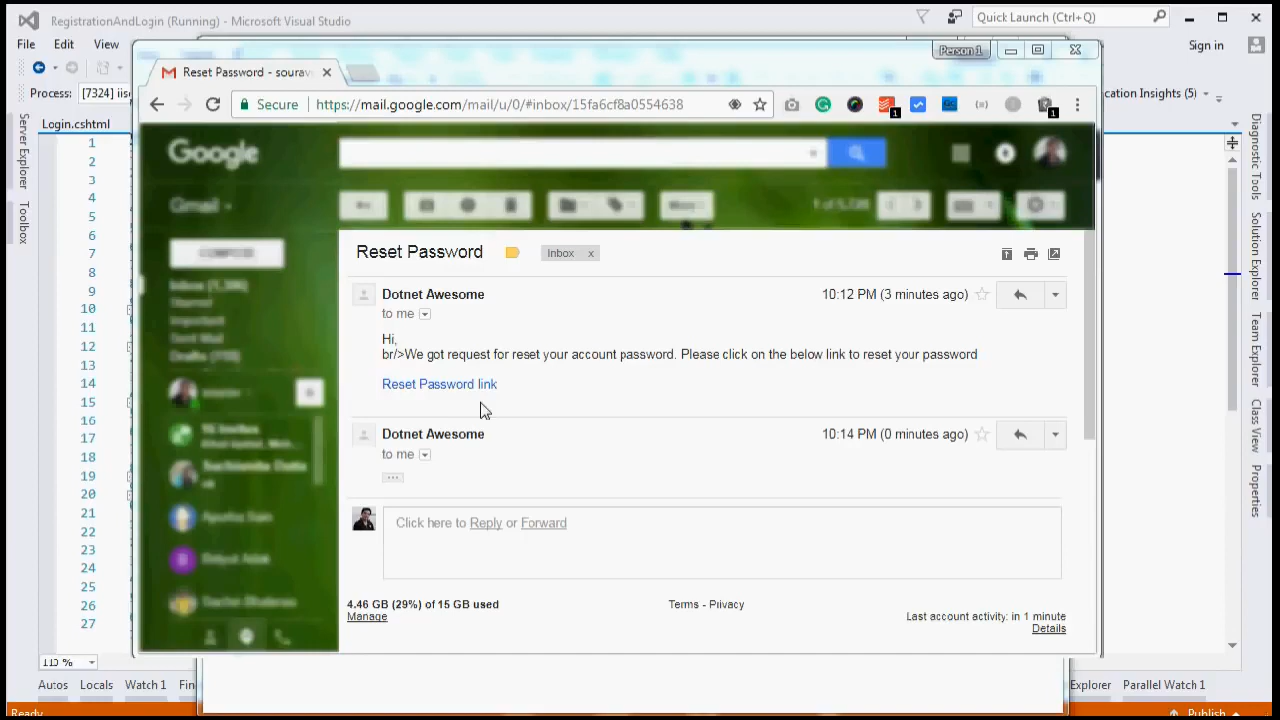 RegistrationAndLogin (Running) - Microsoft Visual Studio
Quick Launch (Ctrl+Q)
File Edit View
Sign in
Process: [7324] iis
cation Insights (5)
Login.cshtml
Server Explorer
Toolbox
1
2
3
4
5
6
7
8
9
10
11
12
13
14
15
16
17
18
19
20
21
22
23
24
25
26
27
Person 1
Reset Password - sourav
Secure https://mail.google.com/mail/u/0/#inbox/15fa6cf8a0554638
1
1
Google
Gmail
COMPOSE
Reset Password
Inbox x
Dotnet Awesome
10:12 PM (3 minutes ago)
to me
Hi,
br/>We got request for reset your account password. Please click on the below link to reset your password
Reset Password link
Dotnet Awesome
10:14 PM (0 minutes ago)
to me
...
Click here to Reply or Forward
4.46 GB (29%) of 15 GB used
Manage
Terms - Privacy
Last account activity: in 1 minute
Details
Diagnostic Tools
Solution Explorer
Team Explorer
Class View
Properties
113 %
Autos Locals Watch 1 Fin
Explorer Parallel Watch 1
Ready
Publish